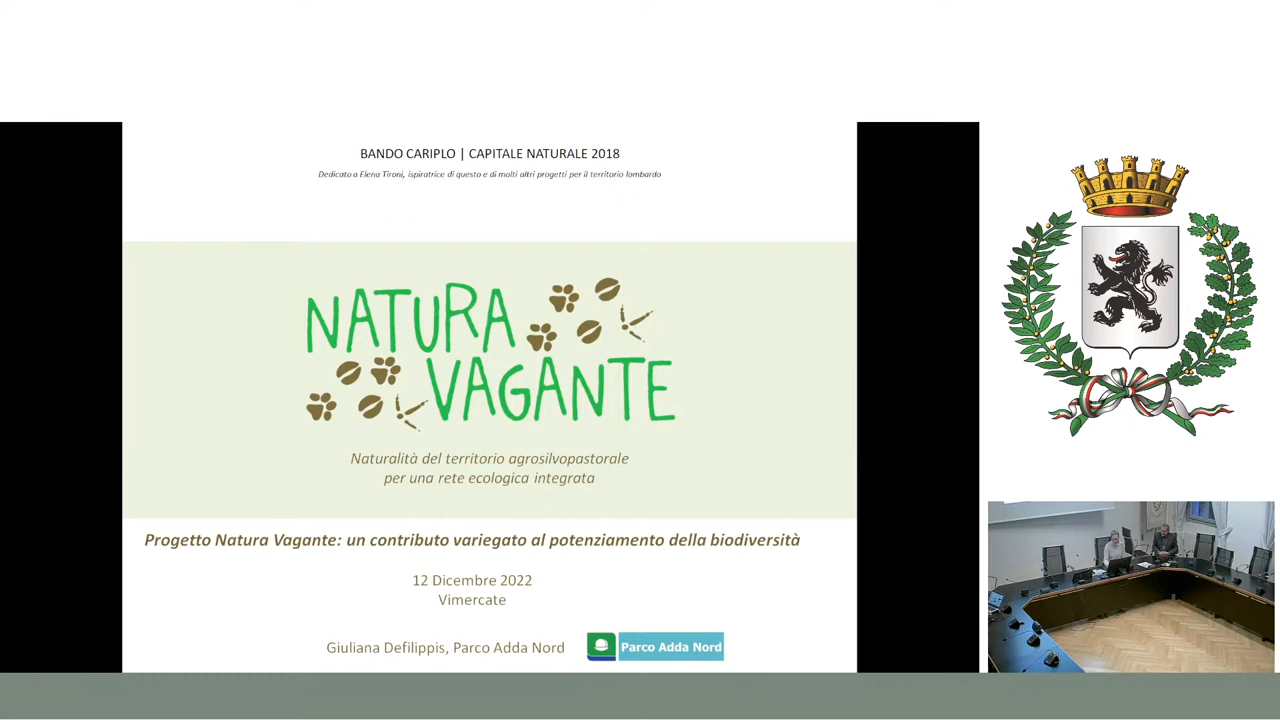 BANDO CARIPLO | CAPITALE NATURALE 2018
Dedicato a Elena Tironi, ispiratrice di questo e di molti altri progetti per il territorio lombardo
NATURA
VAGANTE
Naturalità del territorio agrosilvopastorale
per una rete ecologica integrata
Progetto Natura Vagante: un contributo variegato al potenziamento della biodiversità
12 Dicembre 2022
Vimercate
Giuliana Defilippis, Parco Adda Nord
Parco Adda Nord